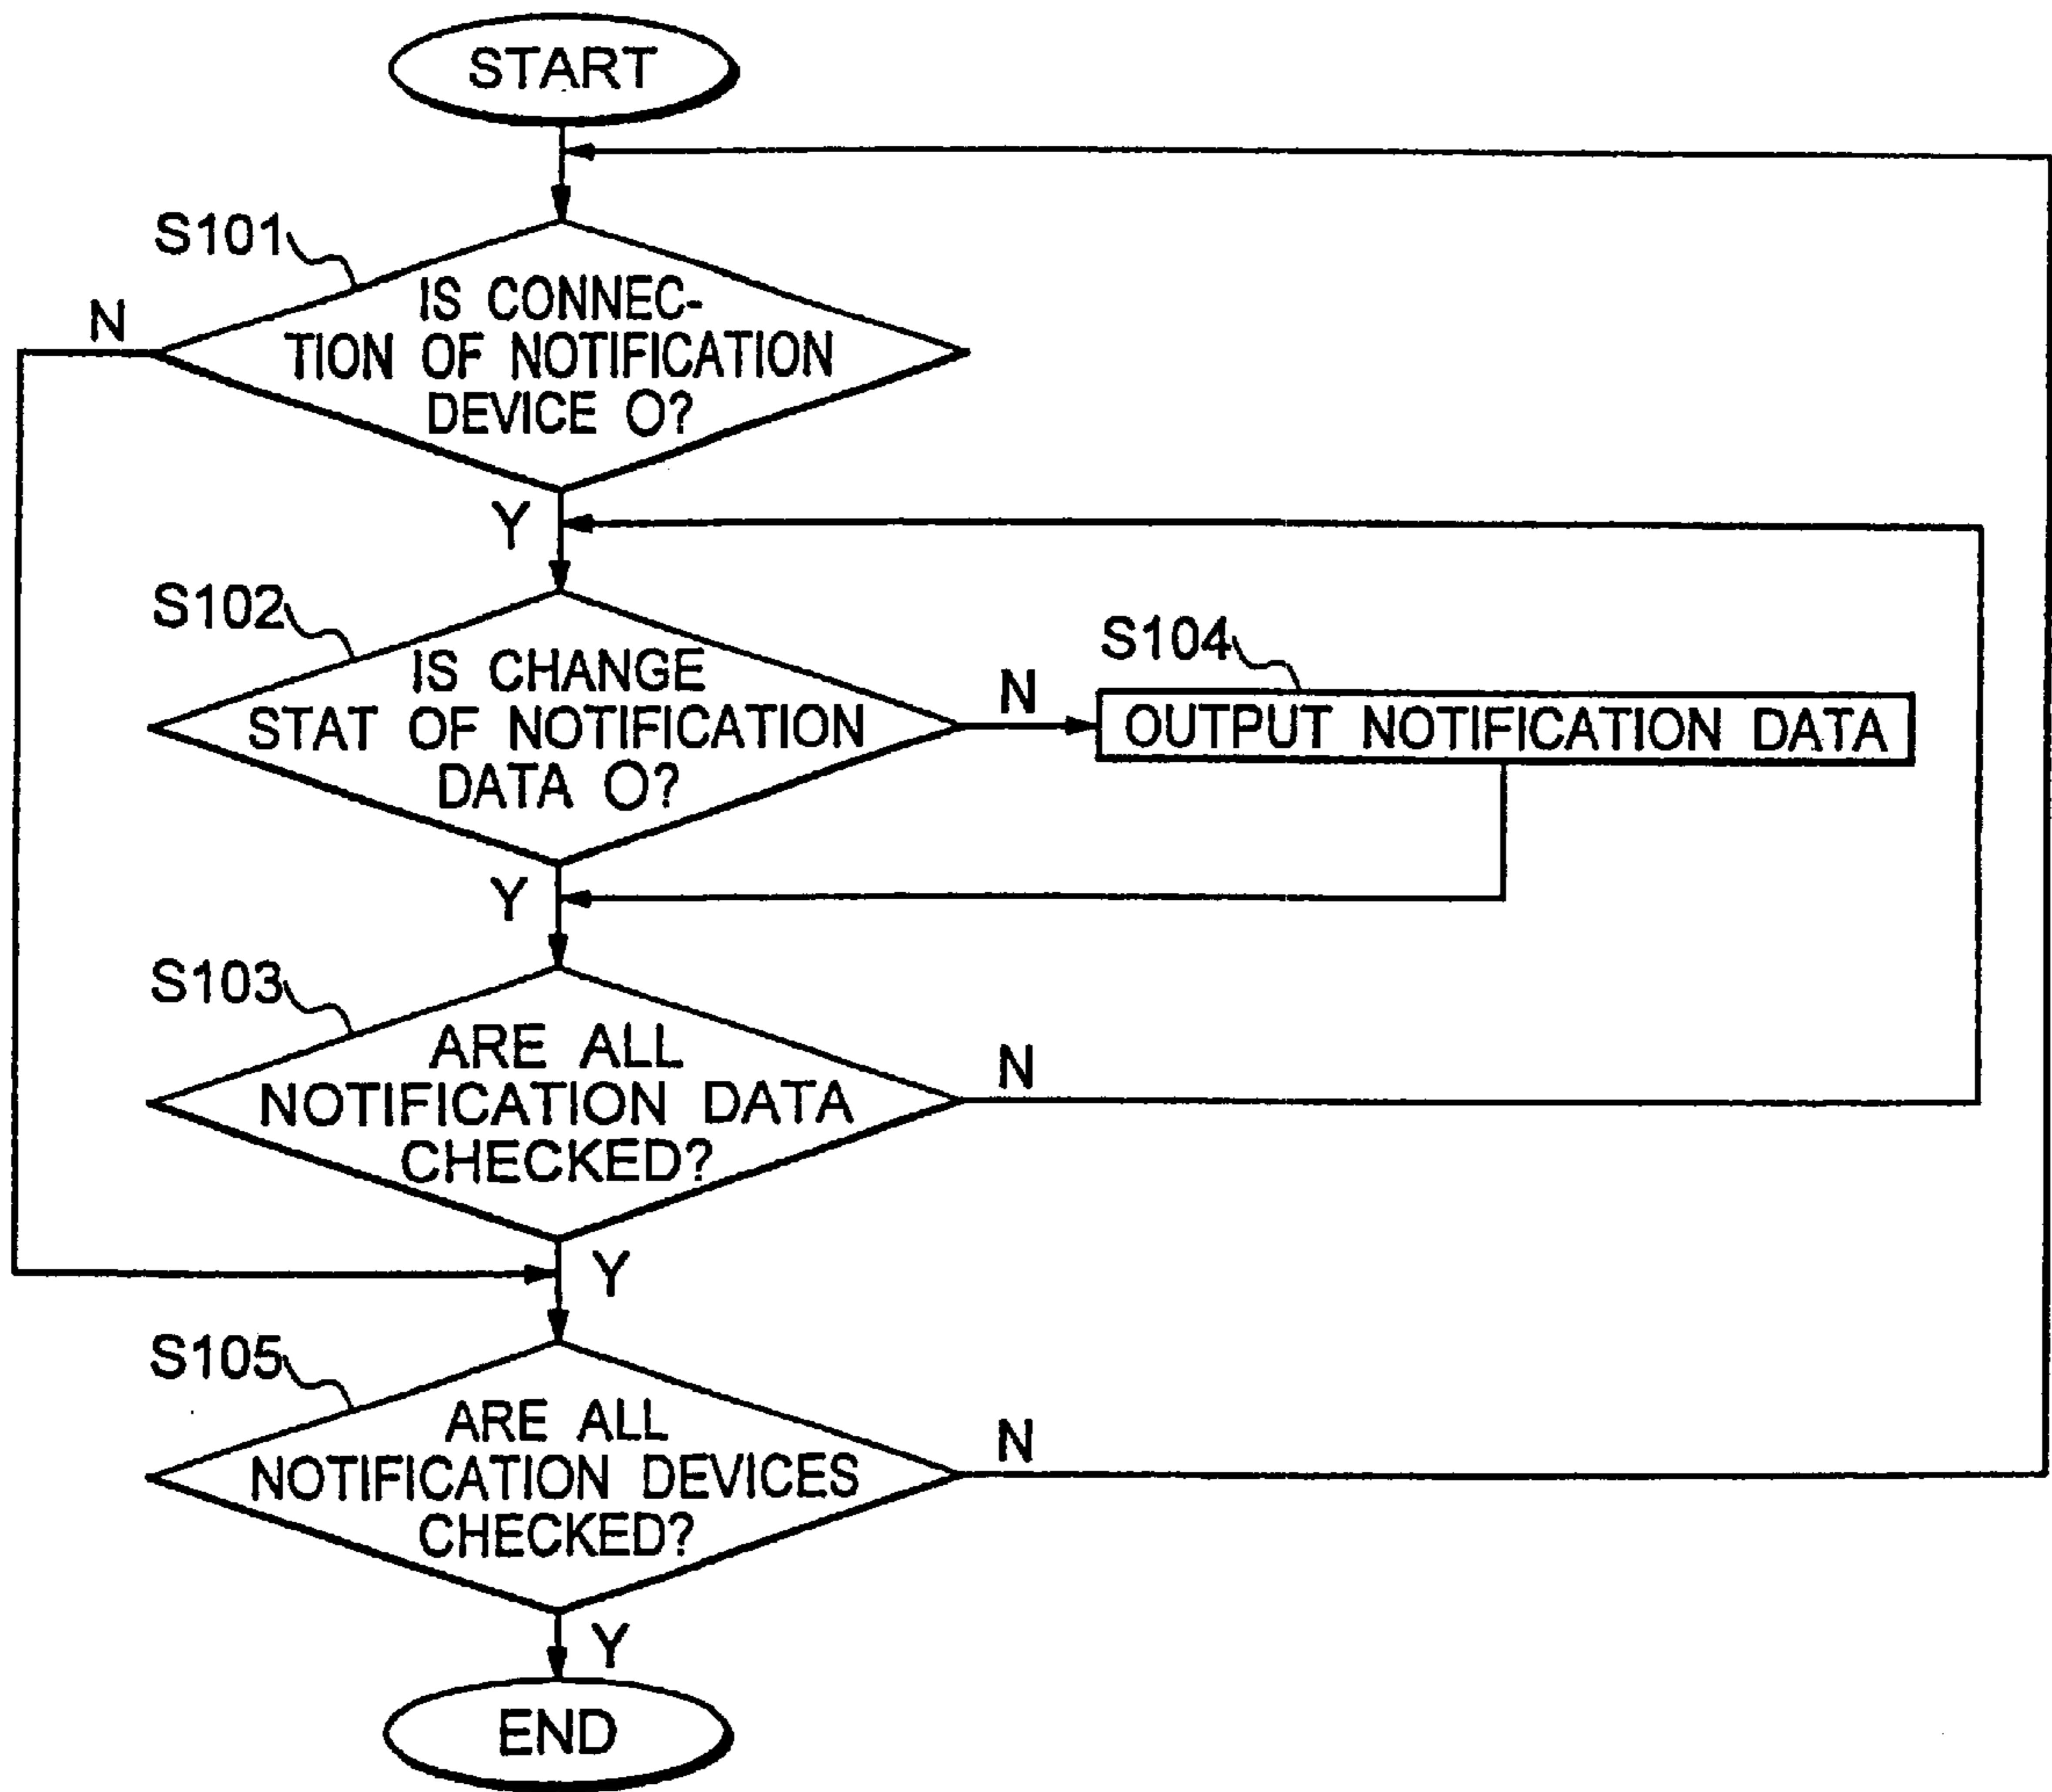 START
S101
N
IS CONNEC-
TION OF NOTIFICATION
DEVICE O?
Y
S102
IS CHANGE
STAT OF NOTIFICATION
DATA O?
N
S104
OUTPUT NOTIFICATION DATA
Y
S103
ARE ALL
NOTIFICATION DATA
CHECKED?
N
Y
S105
ARE ALL
NOTIFICATION DEVICES
CHECKED?
N
Y
END